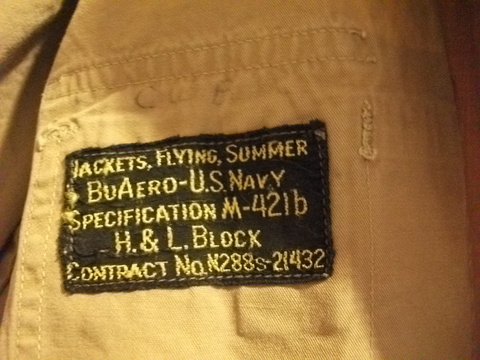 JACKETS, FLYING, SUMMER
BUAERO-U.S. NAVY
SPECIFICATION M-421b
H. & L. BLOCK
CONTRACT NO. N288s-21432